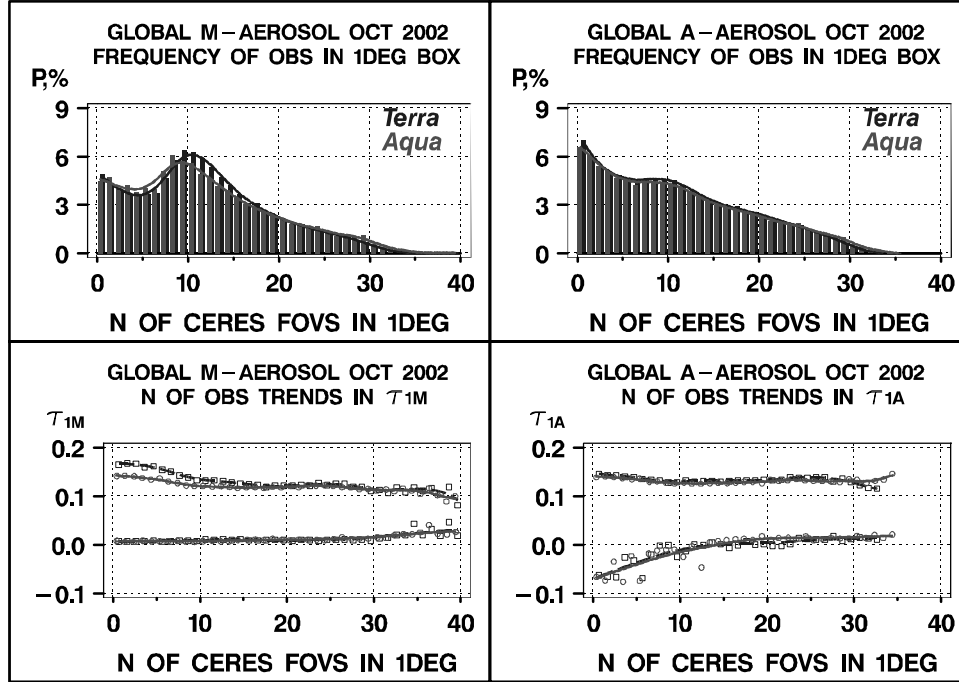 GLOBAL M–AEROSOL OCT 2002
FREQUENCY OF OBS IN 1DEG BOX
P,%
9
6
3
0
Terra
Aqua
0 10 20 30 40
N OF CERES FOVS IN 1DEG
GLOBAL A–AEROSOL OCT 2002
FREQUENCY OF OBS IN 1DEG BOX
P,%
9
6
3
0
Terra
Aqua
0 10 20 30 40
N OF CERES FOVS IN 1DEG
GLOBAL M–AEROSOL OCT 2002
N OF OBS TRENDS IN τ1M
τ1M
0.2
0.1
0.0
–0.1
0 10 20 30 40
N OF CERES FOVS IN 1DEG
GLOBAL A–AEROSOL OCT 2002
N OF OBS TRENDS IN τ1A
τ1A
0.2
0.1
0.0
–0.1
0 10 20 30 40
N OF CERES FOVS IN 1DEG